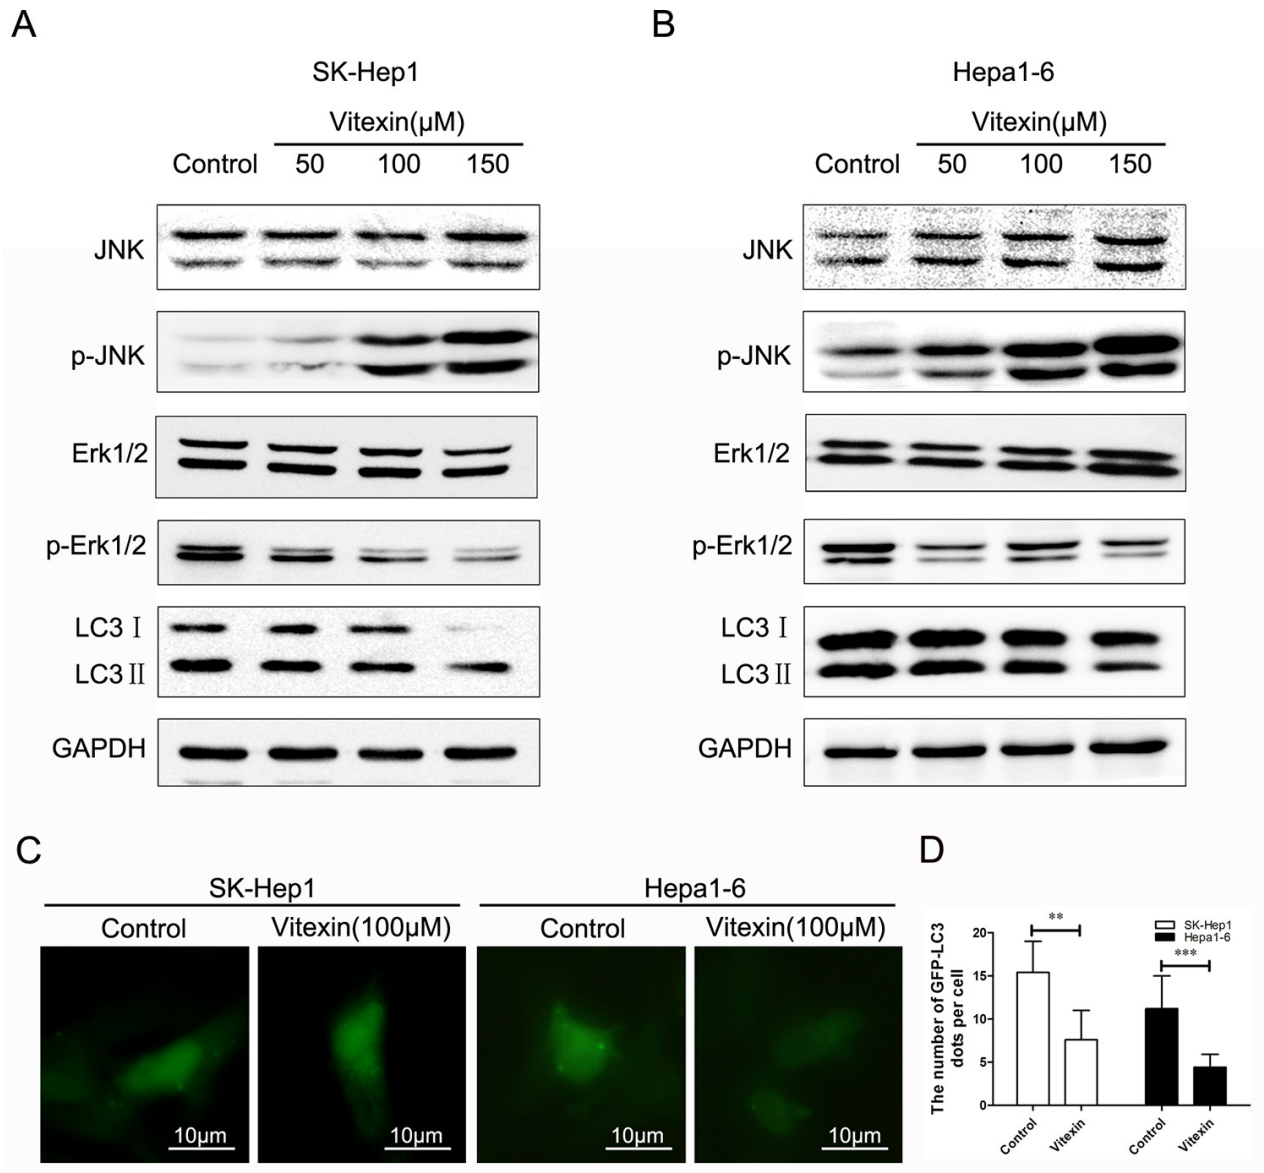 A
SK-Hep1
Vitexin(μM)
Control 50 100 150
JNK
p-JNK
Erk1/2
p-Erk1/2
LC3 Ⅰ
LC3 Ⅱ
GAPDH
B
Hepa1-6
Vitexin(μM)
Control 50 100 150
JNK
p-JNK
Erk1/2
p-Erk1/2
LC3 Ⅰ
LC3 Ⅱ
GAPDH
C
SK-Hep1 Hepa1-6
Control Vitexin(100μM) Control Vitexin(100μM)
10μm 10μm 10μm 10μm
D
The number of GFP-LC3
dots per cell
20
15
10
5
0
** ***
SK-Hep1
Hepa1-6
Control Vitexin Control Vitexin